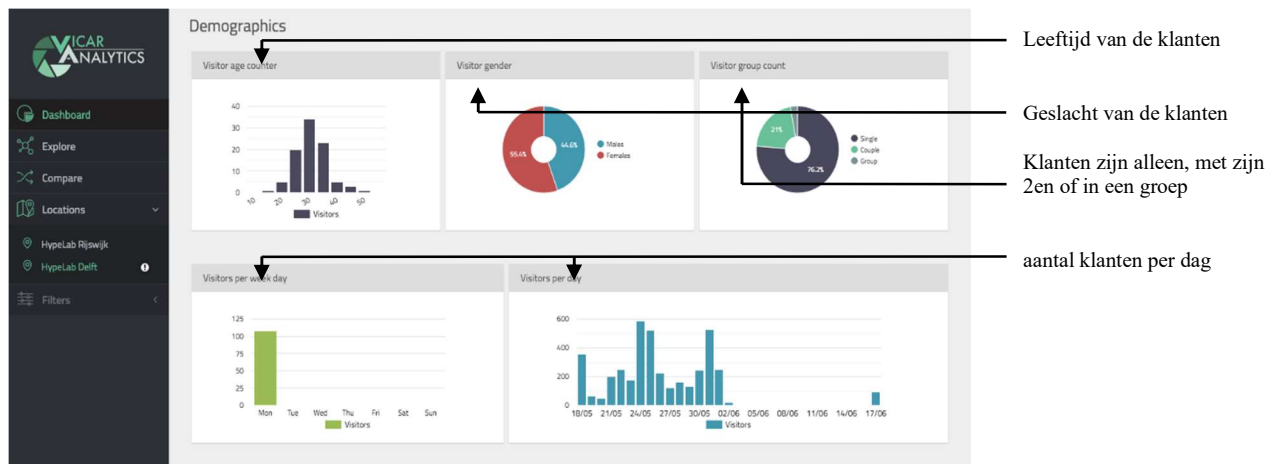 VICAR
ANALYTICS
Dashboard
Explore
Compare
Locations
HypeLab Rijswijk
HypeLab Delft
Filters
Demographics
Visitor age counter
40
30
20
10
0
10 20 30 40 50
Visitors
Visitor gender
55.4% 44.6%
Males
Females
Visitor group count
21%
76.2%
Single
Couple
Group
Visitors per week day
125
100
75
50
25
0
Mon Tue Wed Thu Fri Sat Sun
Visitors
Visitors per day
600
400
200
0
18/05 21/05 24/05 27/05 30/05 02/06 05/06 08/06 11/06 14/06 17/06
Visitors
Leeftijd van de klanten
Geslacht van de klanten
Klanten zijn alleen, met zijn
2en of in een groep
aantal klanten per dag